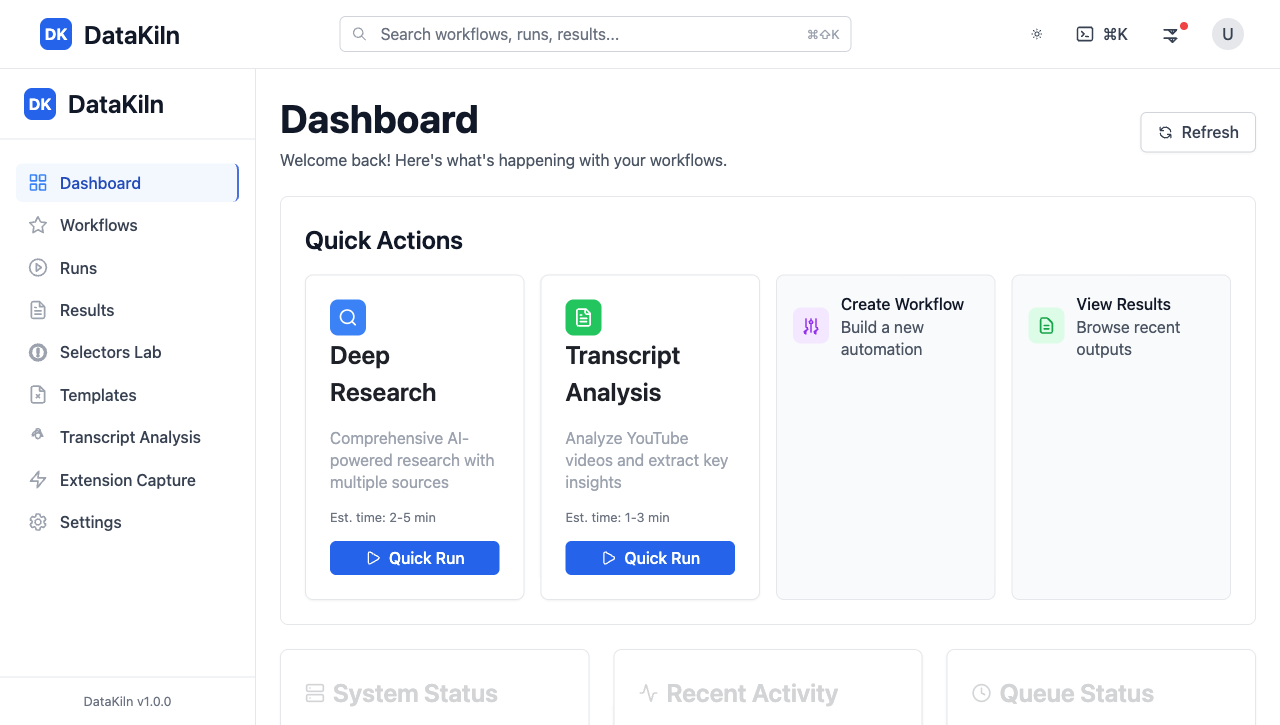 DK DataKiln
Search workflows, runs, results... ⌘⇧K
⌘K
U
DK DataKiln
Dashboard
Workflows
Runs
Results
Selectors Lab
Templates
Transcript Analysis
Extension Capture
Settings
DataKiln v1.0.0
Dashboard
Welcome back! Here's what's happening with your workflows.
Refresh
Quick Actions
Deep
Research
Comprehensive AI-
powered research with
multiple sources
Est. time: 2-5 min
Quick Run
Transcript
Analysis
Analyze YouTube
videos and extract key
insights
Est. time: 1-3 min
Quick Run
Create Workflow
Build a new
automation
View Results
Browse recent
outputs
System Status
Recent Activity
Queue Status